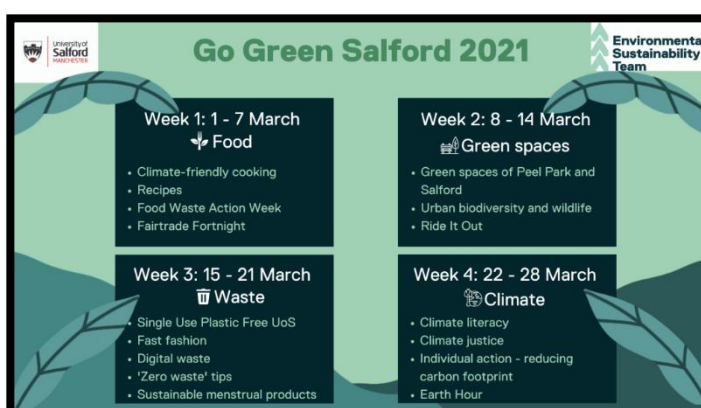 University of
Salford
MANCHESTER
Go Green Salford 2021
Environmenta
Sustainability
Team
Week 1: 1 - 7 March
Food
• Climate-friendly cooking
• Recipes
• Food Waste Action Week
• Fairtrade Fortnight
Week 2: 8 - 14 March
Green spaces
• Green spaces of Peel Park and
Salford
• Urban biodiversity and wildlife
• Ride It Out
Week 3: 15 - 21 March
Waste
• Single Use Plastic Free UoS
• Fast fashion
• Digital waste
• 'Zero waste' tips
• Sustainable menstrual products
Week 4: 22 - 28 March
Climate
• Climate literacy
• Climate justice
• Individual action - reducing
carbon footprint
• Earth Hour